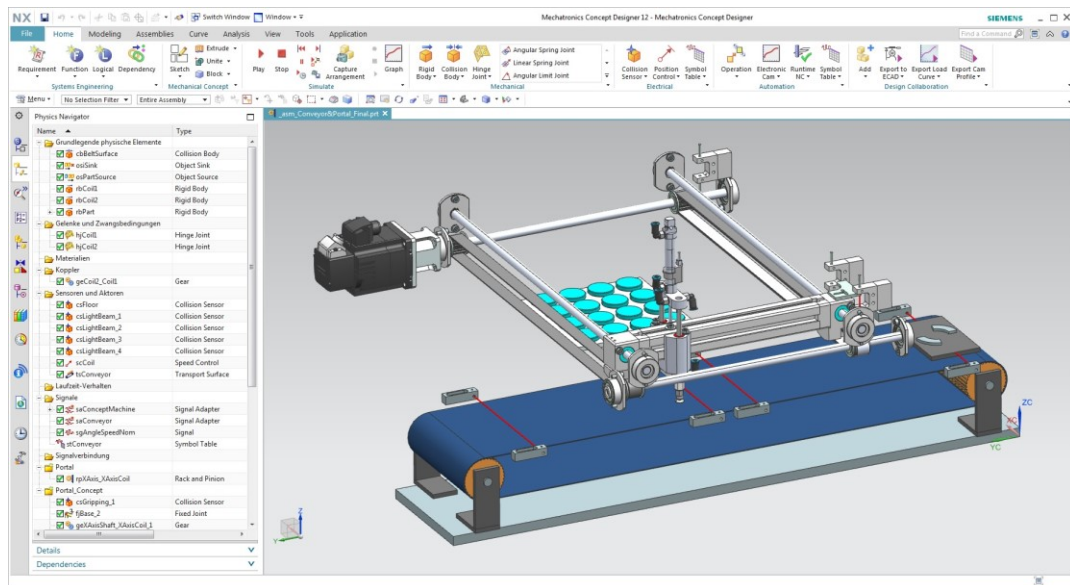 NX Switch Window Window Mechatronics Concept Designer 12 - Mechatronics Concept Designer SIEMENS
File Home Modeling Assemblies Curve Analysis View Tools Application Find a Command
Requirement Function Logical Dependency
Systems Engineering
Sketch Extrude
Unite
Block
Mechanical Concept
Play Stop Capture Arrangement Graph
Simulate
Rigid Body Collision Body Hinge Joint
Angular Spring Joint
Linear Spring Joint
Angular Limit Joint
Mechanical
Collision Sensor Position Control Symbol Table
Electrical
Operation Electronic Cam Runtime NC Symbol Table
Automation
Add Export to ECAD Export Load Curve Export Cam Profile
Design Collaboration
Menu No Selection Filter Entire Assembly
Physics Navigator
_asm_Conveyor&Portal_Final.prt
Name Type
Grundlegende physische Elemente
cbBeltSurface Collision Body
osiSink Object Sink
osPartSource Object Source
rbCoil1 Rigid Body
rbCoil2 Rigid Body
rbPart Rigid Body
Gelenke und Zwangsbedingungen
hjCoil1 Hinge Joint
hjCoil2 Hinge Joint
Materialien
Koppler
geCoil2_Coil1 Gear
Sensoren und Aktoren
csFloor Collision Sensor
csLightBeam_1 Collision Sensor
csLightBeam_2 Collision Sensor
csLightBeam_3 Collision Sensor
csLightBeam_4 Collision Sensor
scCoil Speed Control
tsConveyor Transport Surface
Laufzeit-Verhalten
Signale
saConceptMachine Signal Adapter
saConveyor Signal Adapter
sgAngleSpeedNom Signal
stConveyor Symbol Table
Signalverbindung
Portal
rpXAxis_XAxisCoil Rack and Pinion
Portal_Concept
csGripping_1 Collision Sensor
fjBase_2 Fixed Joint
geXAxisShaft_XAxisCoil_1 Gear
Details
Dependencies
ZC
XC
YC
Z
Y